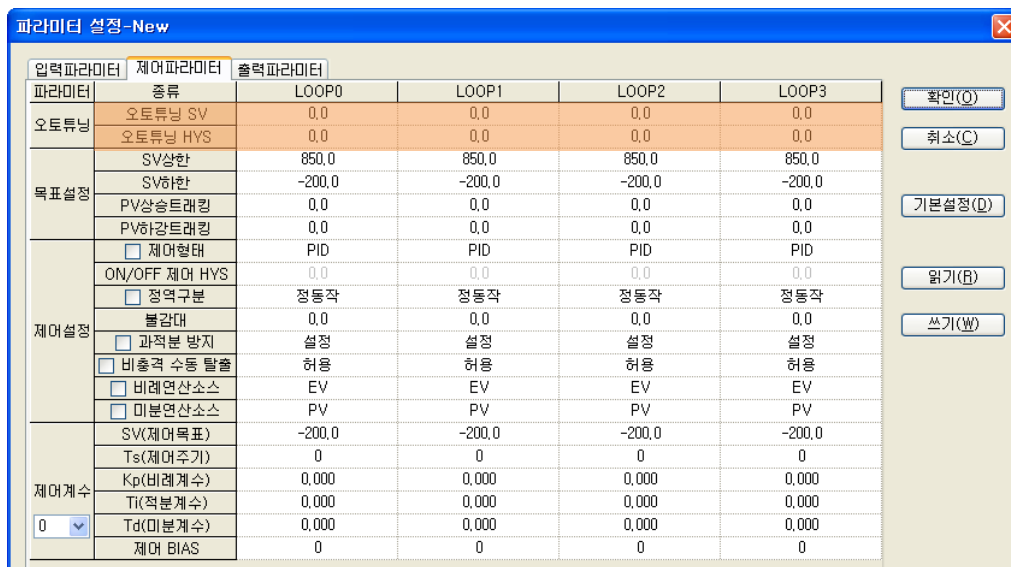 파라미터 설정-New
입력파라미터 제어파라미터 출력파라미터
파라미터 종류 LOOP0 LOOP1 LOOP2 LOOP3
오토튜닝 오토튜닝 SV 0,0 0,0 0,0 0,0
오토튜닝 HYS 0,0 0,0 0,0 0,0
목표설정 SV상한 850,0 850,0 850,0 850,0
SV하한 -200,0 -200,0 -200,0 -200,0
PV상승트래킹 0,0 0,0 0,0 0,0
PV하강트래킹 0,0 0,0 0,0 0,0
제어설정 제어형태 PID PID PID PID
ON/OFF 제어 HYS 0,0 0,0 0,0 0,0
정역구분 정동작 정동작 정동작 정동작
불감대 0,0 0,0 0,0 0,0
과적분 방지 설정 설정 설정 설정
비충격 수동 탈출 허용 허용 허용 허용
비례연산소스 EV EV EV EV
미분연산소스 PV PV PV PV
제어계수 0 SV(제어목표) -200,0 -200,0 -200,0 -200,0
Ts(제어주기) 0 0 0 0
Kp(비례계수) 0,000 0,000 0,000 0,000
Ti(적분계수) 0,000 0,000 0,000 0,000
Td(미분계수) 0,000 0,000 0,000 0,000
제어 BIAS 0 0 0 0
확인(O)
취소(C)
기본설정(D)
읽기(R)
쓰기(W)